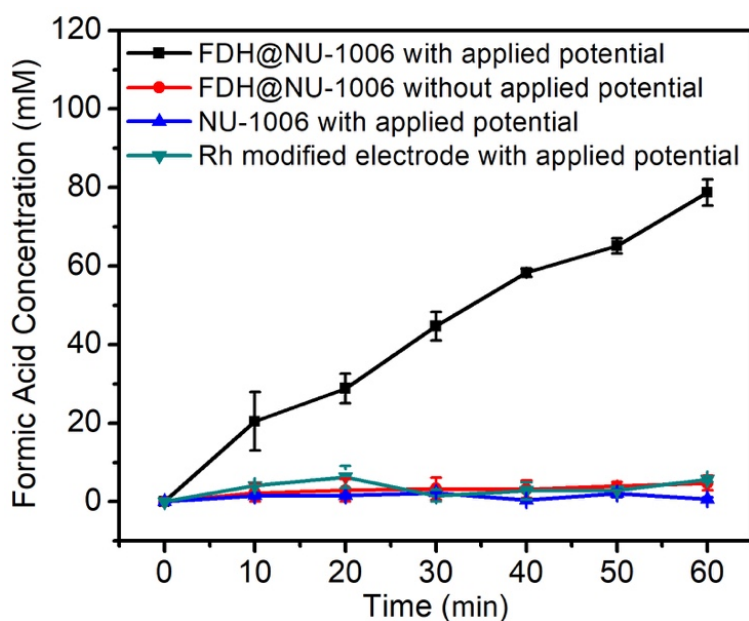 120
FDH@NU-1006 with applied potential
FDH@NU-1006 without applied potential
100
NU-1006 with applied potential
Rh modified electrode with applied potential
80
60
40
20
0
Formic Acid Concentration (mM)
0 10 20 30 40 50 60
Time (min)